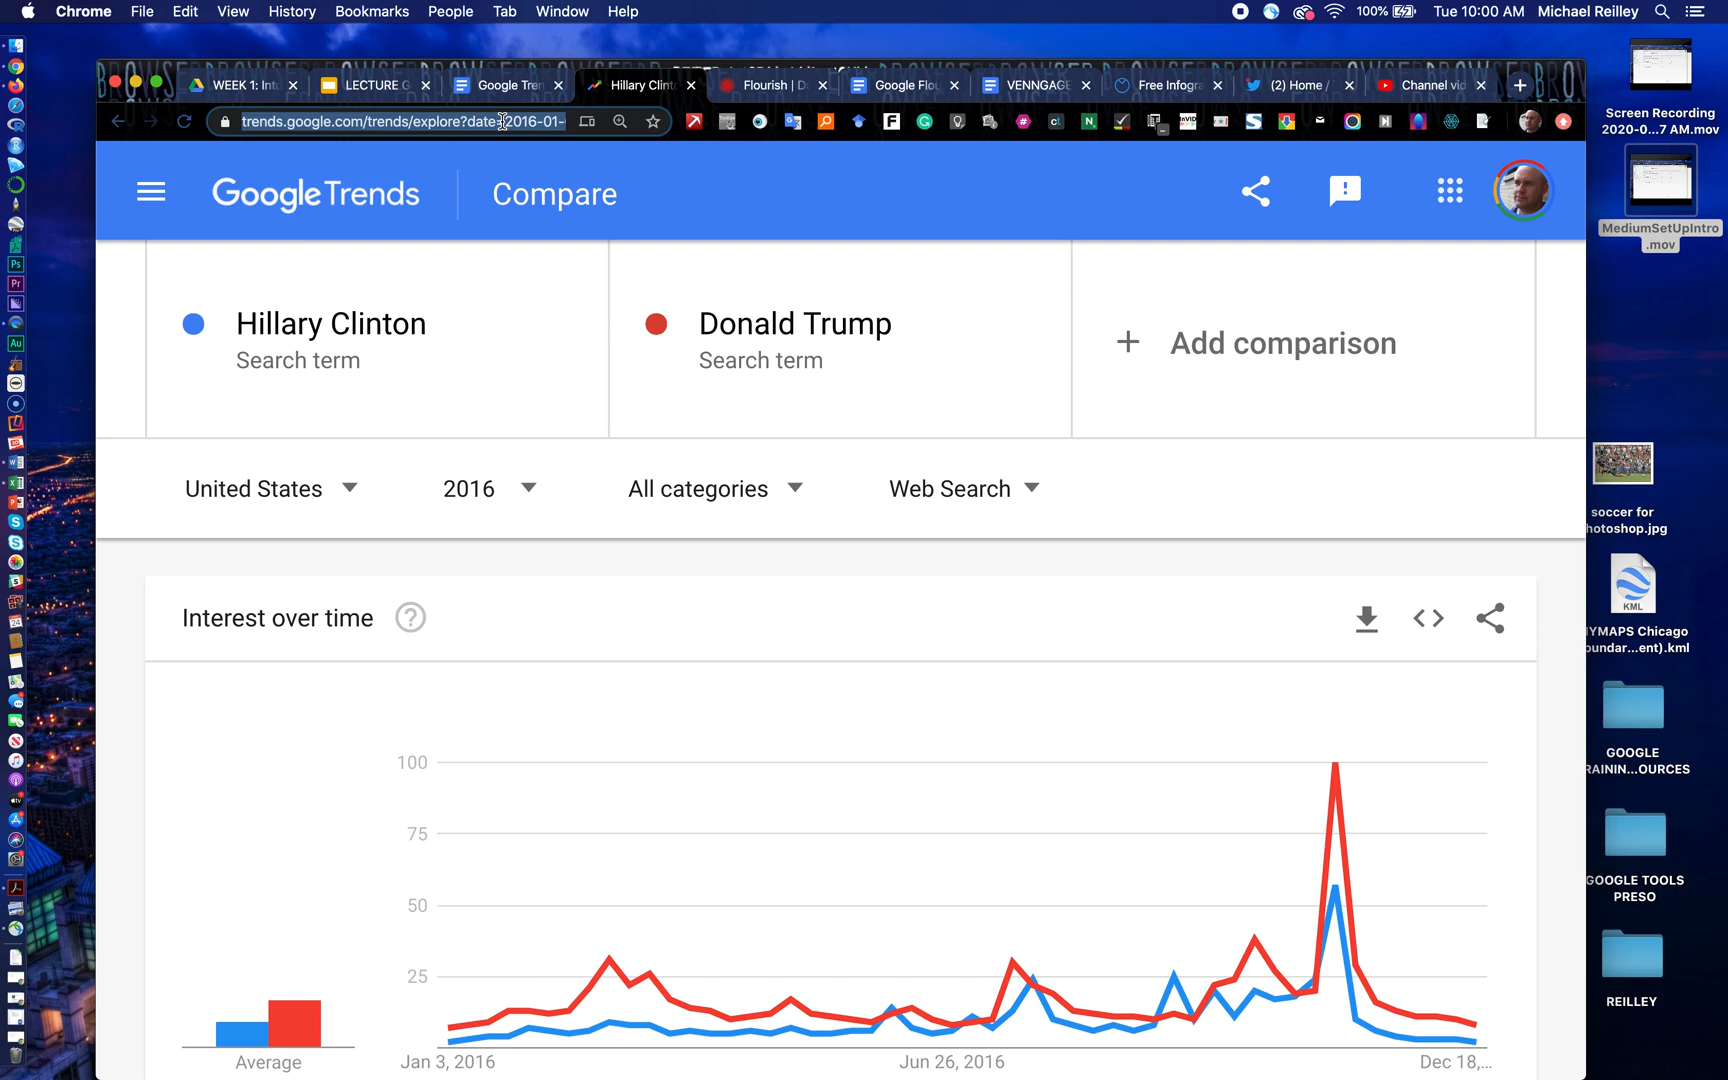 Chrome File Edit View History Bookmarks People Tab Window Help
100% Tue 10:00 AM Michael Reilley
WEEK 1: Int
LECTURE G
Google Tren
Hillary Clint
Flourish | D
Google Flou
VENNGAGE
Free Infogra
(2) Home /
Channel vid
trends.google.com/trends/explore?date=2016-01-
Google Trends
Compare
Hillary Clinton
Search term
Donald Trump
Search term
+ Add comparison
United States
2016
All categories
Web Search
Interest over time
100
75
50
25
Average
Jan 3, 2016
Jun 26, 2016
Dec 18,...
Screen Recording
2020-0...7 AM.mov
MediumSetUpIntro
.mov
soccer for
hotoshop.jpg
KML
YMAPS Chicago
oundar...ent).kml
GOOGLE
RAININ...OURCES
GOOGLE TOOLS
PRESO
REILLEY